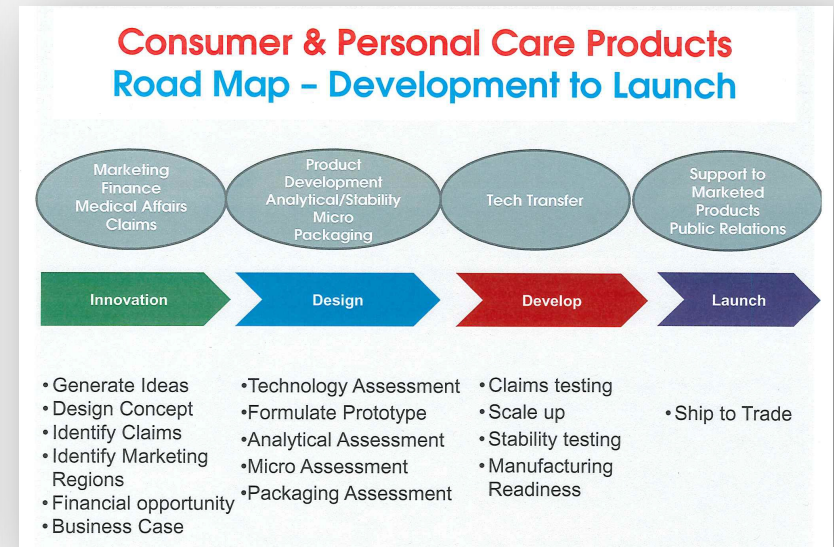 Consumer & Personal Care Products
Road Map – Development to Launch
Marketing
Finance
Medical Affairs
Claims
Product
Development
Analytical/Stability
Micro
Packaging
Tech Transfer
Support to
Marketed
Products
Public Relations
Innovation
Design
Develop
Launch
• Generate Ideas
• Design Concept
• Identify Claims
• Identify Marketing
Regions
• Financial opportunity
• Business Case
•Technology Assessment
•Formulate Prototype
•Analytical Assessment
•Micro Assessment
•Packaging Assessment
• Claims testing
• Scale up
• Stability testing
• Manufacturing
Readiness
• Ship to Trade